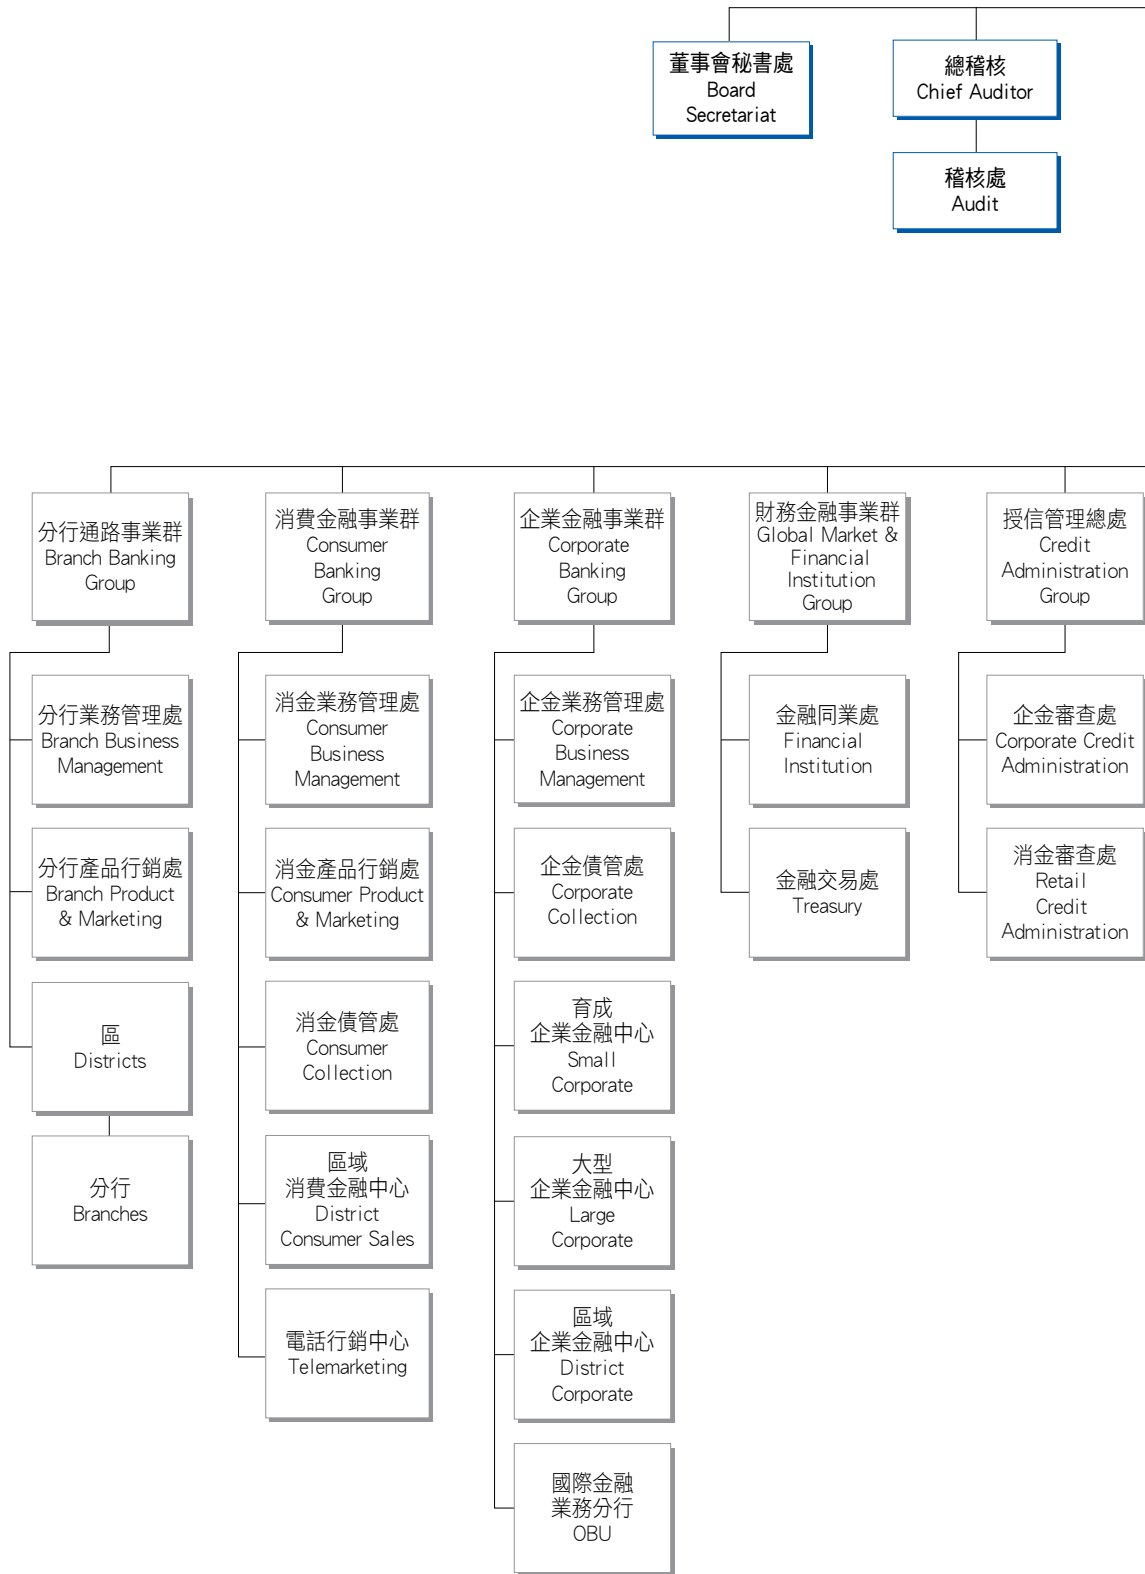 董事會秘書處
Board
Secretariat
總稽核
Chief Auditor
稽核處
Audit
分行通路事業群
Branch Banking
Group
消費金融事業群
Consumer
Banking
Group
企業金融事業群
Corporate
Banking
Group
財務金融事業群
Global Market &
Financial
Institution
Group
授信管理總處
Credit
Administration
Group
分行業務管理處
Branch Business
Management
分行產品行銷處
Branch Product
& Marketing
區
Districts
分行
Branches
消金業務管理處
Consumer
Business
Management
消金產品行銷處
Consumer Product
& Marketing
消金債管處
Consumer
Collection
區域
消費金融中心
District
Consumer Sales
電話行銷中心
Telemarketing
企金業務管理處
Corporate
Business
Management
企金債管處
Corporate
Collection
育成
企業金融中心
Small
Corporate
大型
企業金融中心
Large
Corporate
區域
企業金融中心
District
Corporate
國際金融
業務分行
OBU
金融同業處
Financial
Institution
金融交易處
Treasury
企金審查處
Corporate Credit
Administration
消金審查處
Retail
Credit
Administration